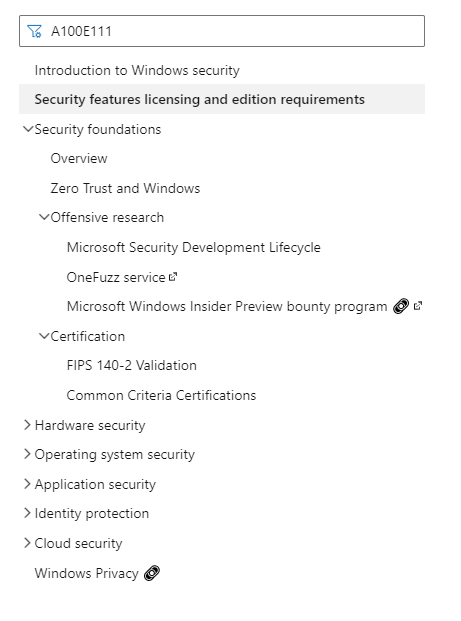 A100E111
Introduction to Windows security
Security features licensing and edition requirements
Security foundations
Overview
Zero Trust and Windows
Offensive research
Microsoft Security Development Lifecycle
OneFuzz service
Microsoft Windows Insider Preview bounty program
Certification
FIPS 140-2 Validation
Common Criteria Certifications
Hardware security
Operating system security
Application security
Identity protection
Cloud security
Windows Privacy